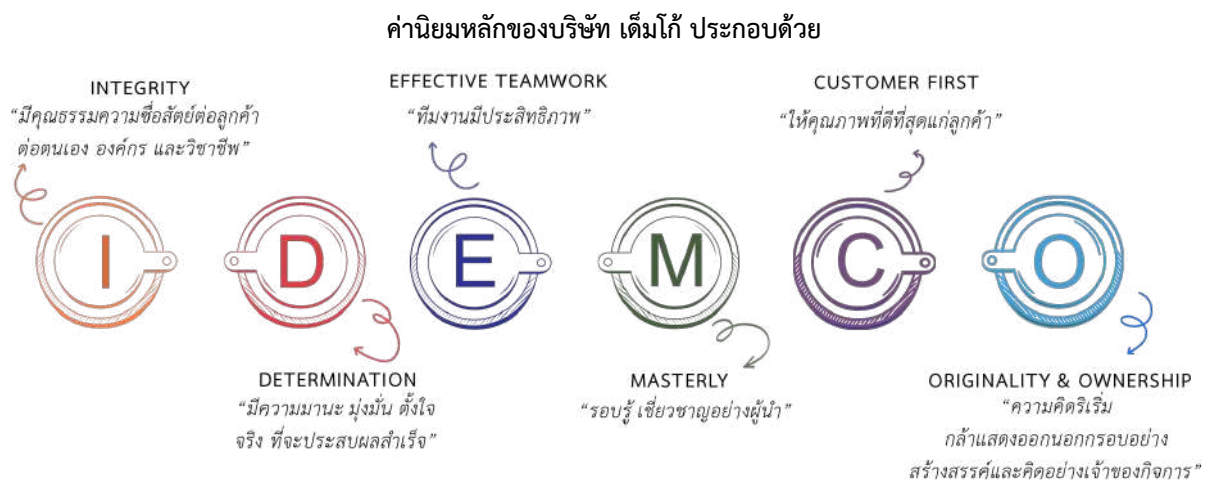 ค่านิยมหลักของบริษัท เด็มโก้ ประกอบด้วย
INTEGRITY
“มีคุณธรรมความซื่อสัตย์ต่อลูกค้า
ต่อตนเอง องค์กร และวิชาชีพ”
EFFECTIVE TEAMWORK
“ทีมงานมีประสิทธิภาพ”
CUSTOMER FIRST
“ให้คุณภาพที่ดีที่สุดแก่ลูกค้า”
I D E M C O
DETERMINATION
“มีความมานะ มุ่งมั่น ตั้งใจ
จริง ที่จะประสบผลสำเร็จ”
MASTERLY
“รอบรู้ เชี่ยวชาญอย่างผู้นำ”
ORIGINALITY & OWNERSHIP
“ความคิดริเริ่ม
กล้าแสดงออกนอกกรอบอย่าง
สร้างสรรค์และคิดอย่างเจ้าของกิจการ”